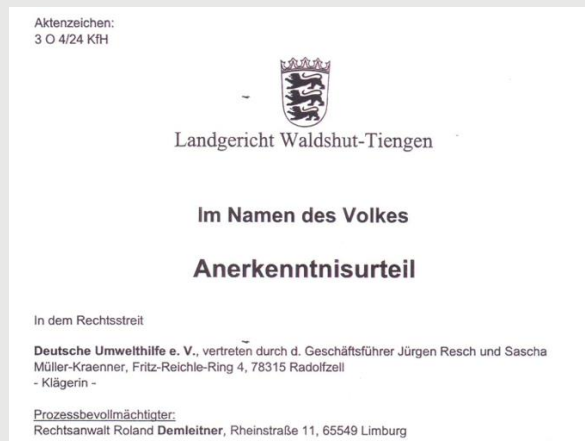 Aktenzeichen:
3 O 4/24 KfH
Landgericht Waldshut-Tiengen
Im Namen des Volkes
Anerkenntnisurteil
In dem Rechtsstreit
Deutsche Umwelthilfe e. V., vertreten durch d. Geschäftsführer Jürgen Resch und Sascha
Müller-Kraenner, Fritz-Reichle-Ring 4, 78315 Radolfzell
- Klägerin -
Prozessbevollmächtigter:
Rechtsanwalt Roland Demleitner, Rheinstraße 11, 65549 Limburg